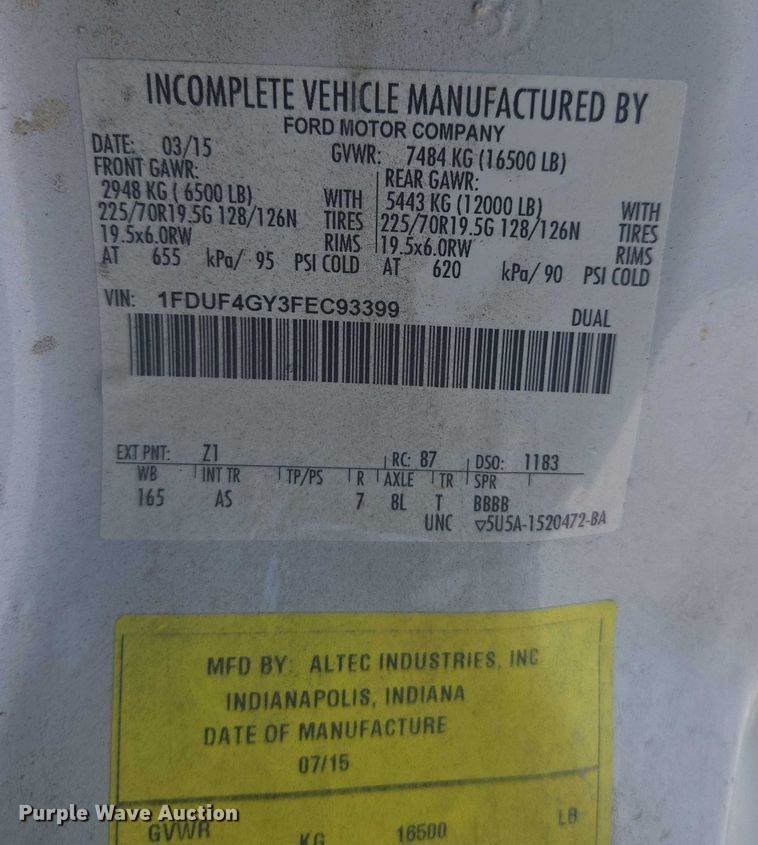 INCOMPLETE VEHICLE MANUFACTURED BY
FORD MOTOR COMPANY
DATE: 03/15 GVWR: 7484 KG (16500 LB)
FRONT GAWR: REAR GAWR:
2948 KG ( 6500 LB) WITH 5443 KG (12000 LB) WITH
225/70R19.5G 128/126N TIRES 225/70R19.5G 128/126N TIRES
19.5x6.0RW RIMS 19.5x6.0RW RIMS
AT 655 kPa/ 95 PSI COLD AT 620 kPa/ 90 PSI COLD
VIN: 1FDUF4GY3FEC93399 DUAL
EXT PNT: Z1 RC: 87 DSO: 1183
WB INT TR TP/PS R AXLE TR SPR
165 AS 7 8L T BBBB
UNC ▽5U5A-1520472-BA
MFD BY: ALTEC INDUSTRIES, INC
INDIANAPOLIS, INDIANA
DATE OF MANUFACTURE
07/15
GVWR KG 16500 LB
Purple Wave Auction